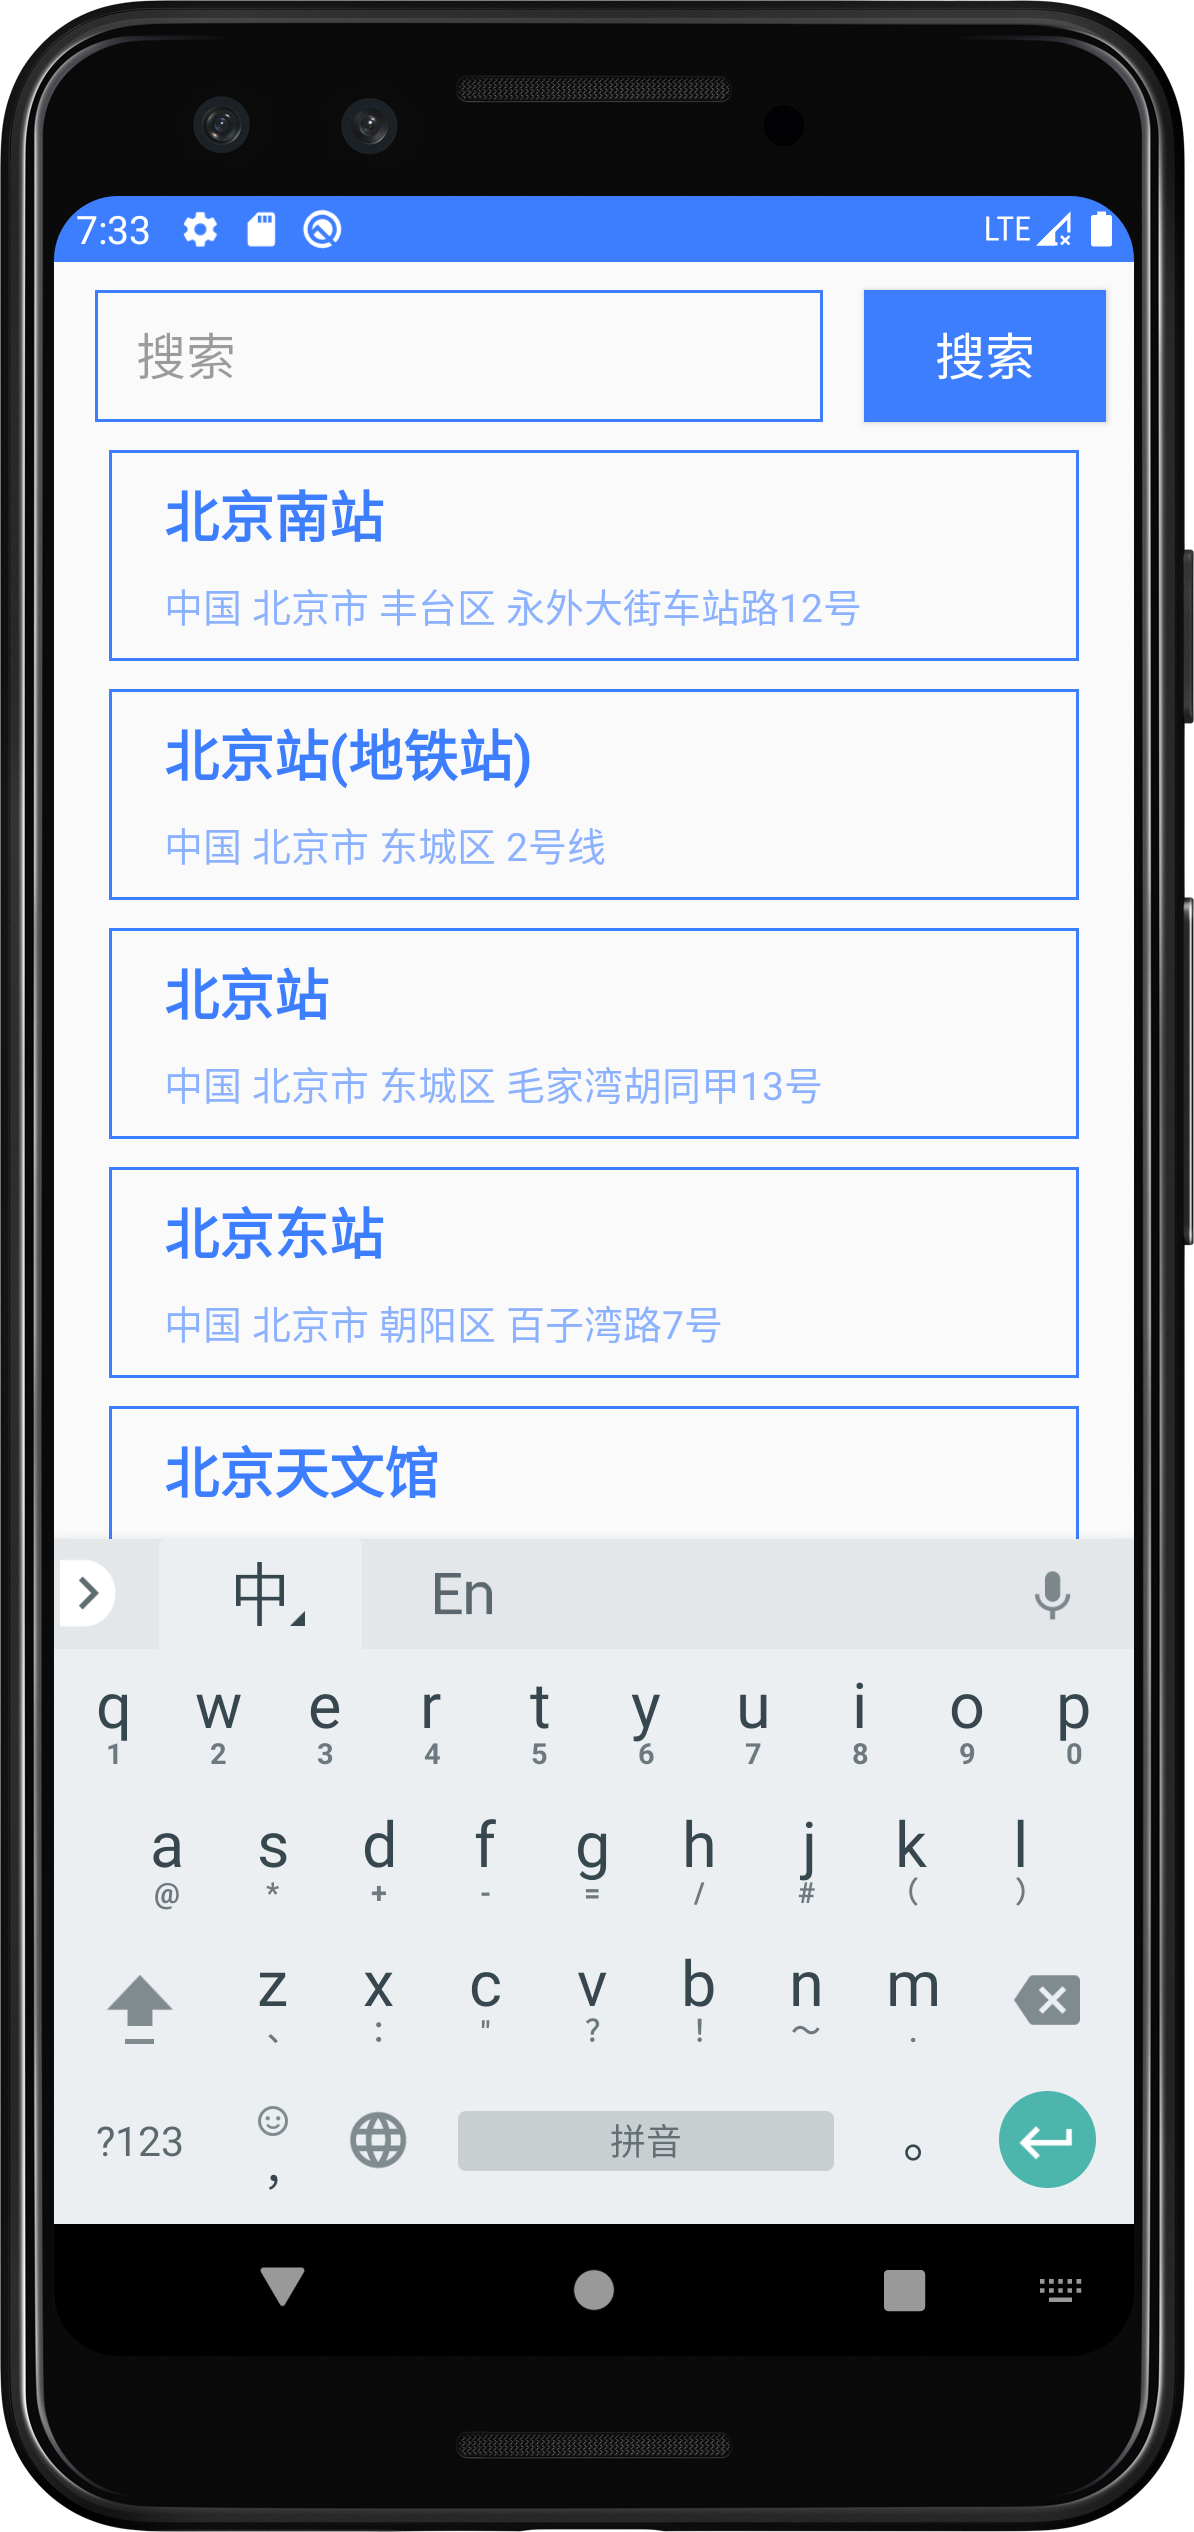 7:33 LTE
搜索 搜索
北京南站
中国 北京市 丰台区 永外大街车站路12号
北京站(地铁站)
中国 北京市 东城区 2号线
北京站
中国 北京市 东城区 毛家湾胡同甲13号
北京东站
中国 北京市 朝阳区 百子湾路7号
北京天文馆
中 En
q w e r t y u i o p
1 2 3 4 5 6 7 8 9 0
a s d f g h j k l
@ * + - = / # ( )
z x c v b n m
、 : " ? ! ～ .
?123 , 拼音 。